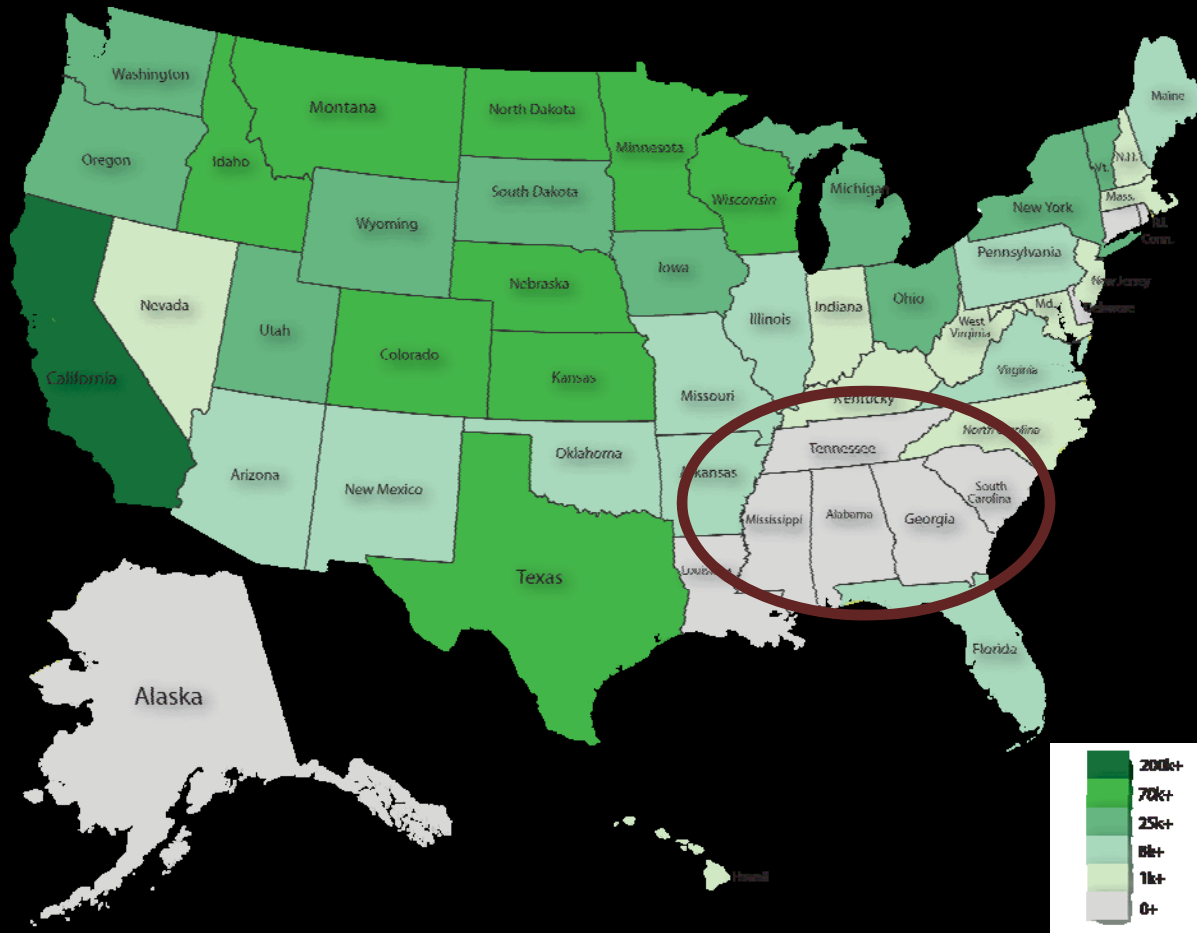 Washington
Montana
North Dakota
Minnesota
Maine
Oregon
Idaho
South Dakota
Wisconsin
Michigan
Vt.
N.H.
Mass.
New York
R.I.
Conn.
Wyoming
Iowa
Pennsylvania
Nebraska
New Jersey
Nevada
Utah
Illinois
Indiana
Ohio
Md.
Delaware
West
Virginia
California
Colorado
Kansas
Missouri
Virginia
Kentucky
North Carolina
Tennessee
Arizona
New Mexico
Oklahoma
Arkansas
South
Carolina
Mississippi
Alabama
Georgia
Texas
Louisiana
Florida
Alaska
Hawaii
200k+
70k+
25k+
8k+
1k+
0+